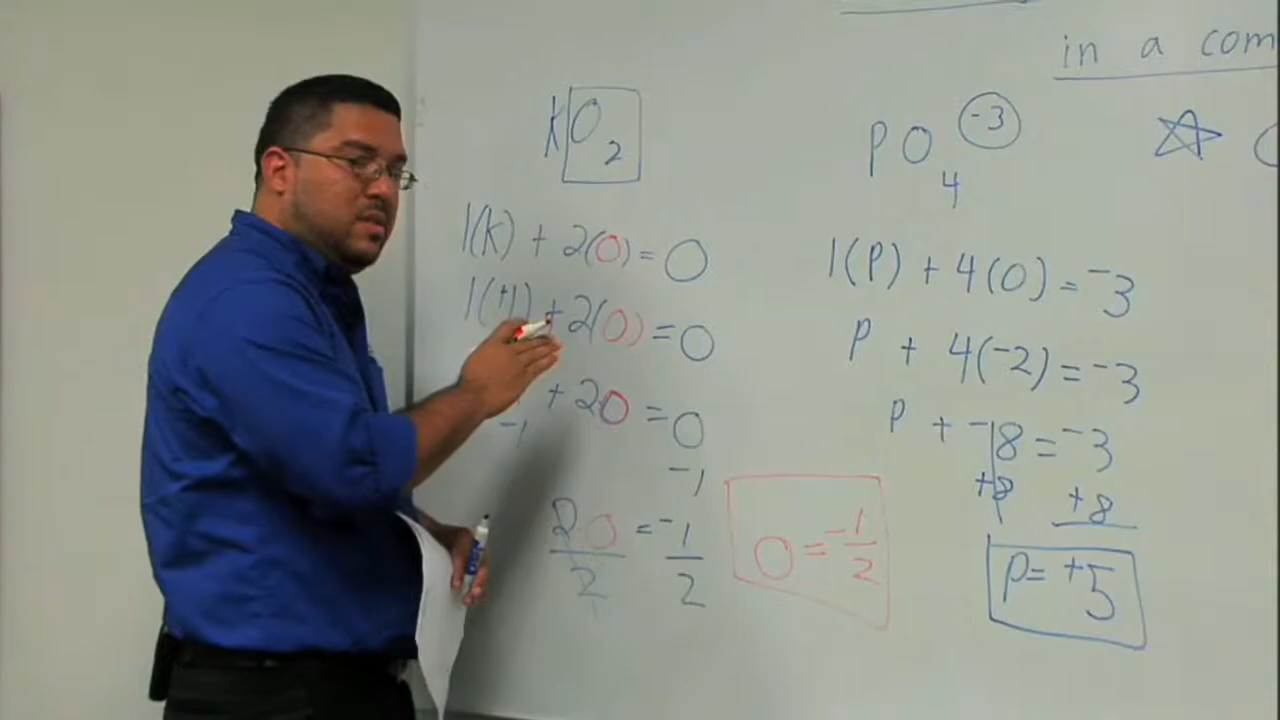 in a com
KO2
1(K) + 2(O) = 0
1(+1) + 2(O) = 0
+ 2O = 0
-1 -1
2O/2 = -1/2
O = -1/2
PO4 -3
1(P) + 4(O) = -3
P + 4(-2) = -3
P + -8 = -3
+8 +8
P = +5